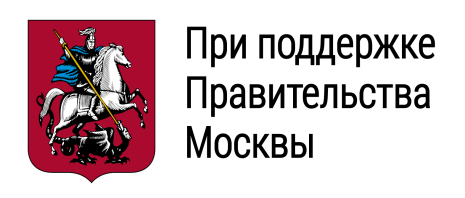 При поддержке
Правительства
Москвы